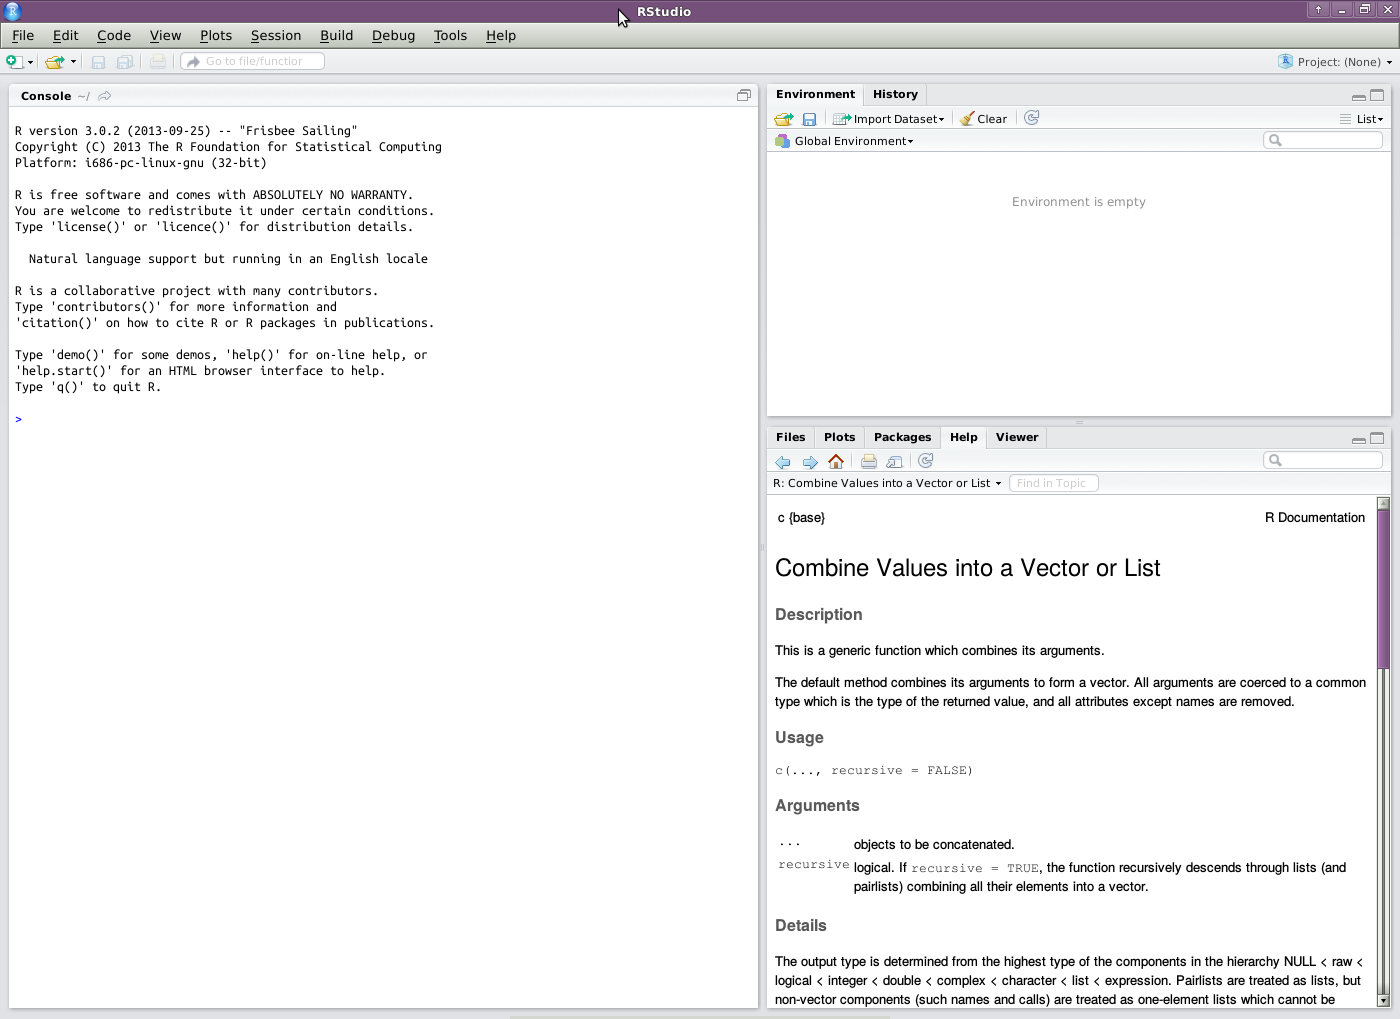 RStudio
File Edit Code View Plots Session Build Debug Tools Help
Go to file/function
Project: (None)
Console ~/
R version 3.0.2 (2013-09-25) -- "Frisbee Sailing"
Copyright (C) 2013 The R Foundation for Statistical Computing
Platform: i686-pc-linux-gnu (32-bit)
R is free software and comes with ABSOLUTELY NO WARRANTY.
You are welcome to redistribute it under certain conditions.
Type 'license()' or 'licence()' for distribution details.
Natural language support but running in an English locale
R is a collaborative project with many contributors.
Type 'contributors()' for more information and
'citation()' on how to cite R or R packages in publications.
Type 'demo()' for some demos, 'help()' for on-line help, or
'help.start()' for an HTML browser interface to help.
Type 'q()' to quit R.
>
Environment History
Import Dataset Clear List
Global Environment
Environment is empty
Files Plots Packages Help Viewer
R: Combine Values into a Vector or List Find in Topic
c {base} R Documentation
Combine Values into a Vector or List
Description
This is a generic function which combines its arguments.
The default method combines its arguments to form a vector. All arguments are coerced to a common
type which is the type of the returned value, and all attributes except names are removed.
Usage
c(..., recursive = FALSE)
Arguments
... objects to be concatenated.
recursive logical. If recursive = TRUE, the function recursively descends through lists (and
pairlists) combining all their elements into a vector.
Details
The output type is determined from the highest type of the components in the hierarchy NULL < raw <
logical < integer < double < complex < character < list < expression. Pairlists are treated as lists, but
non-vector components (such names and calls) are treated as one-element lists which cannot be